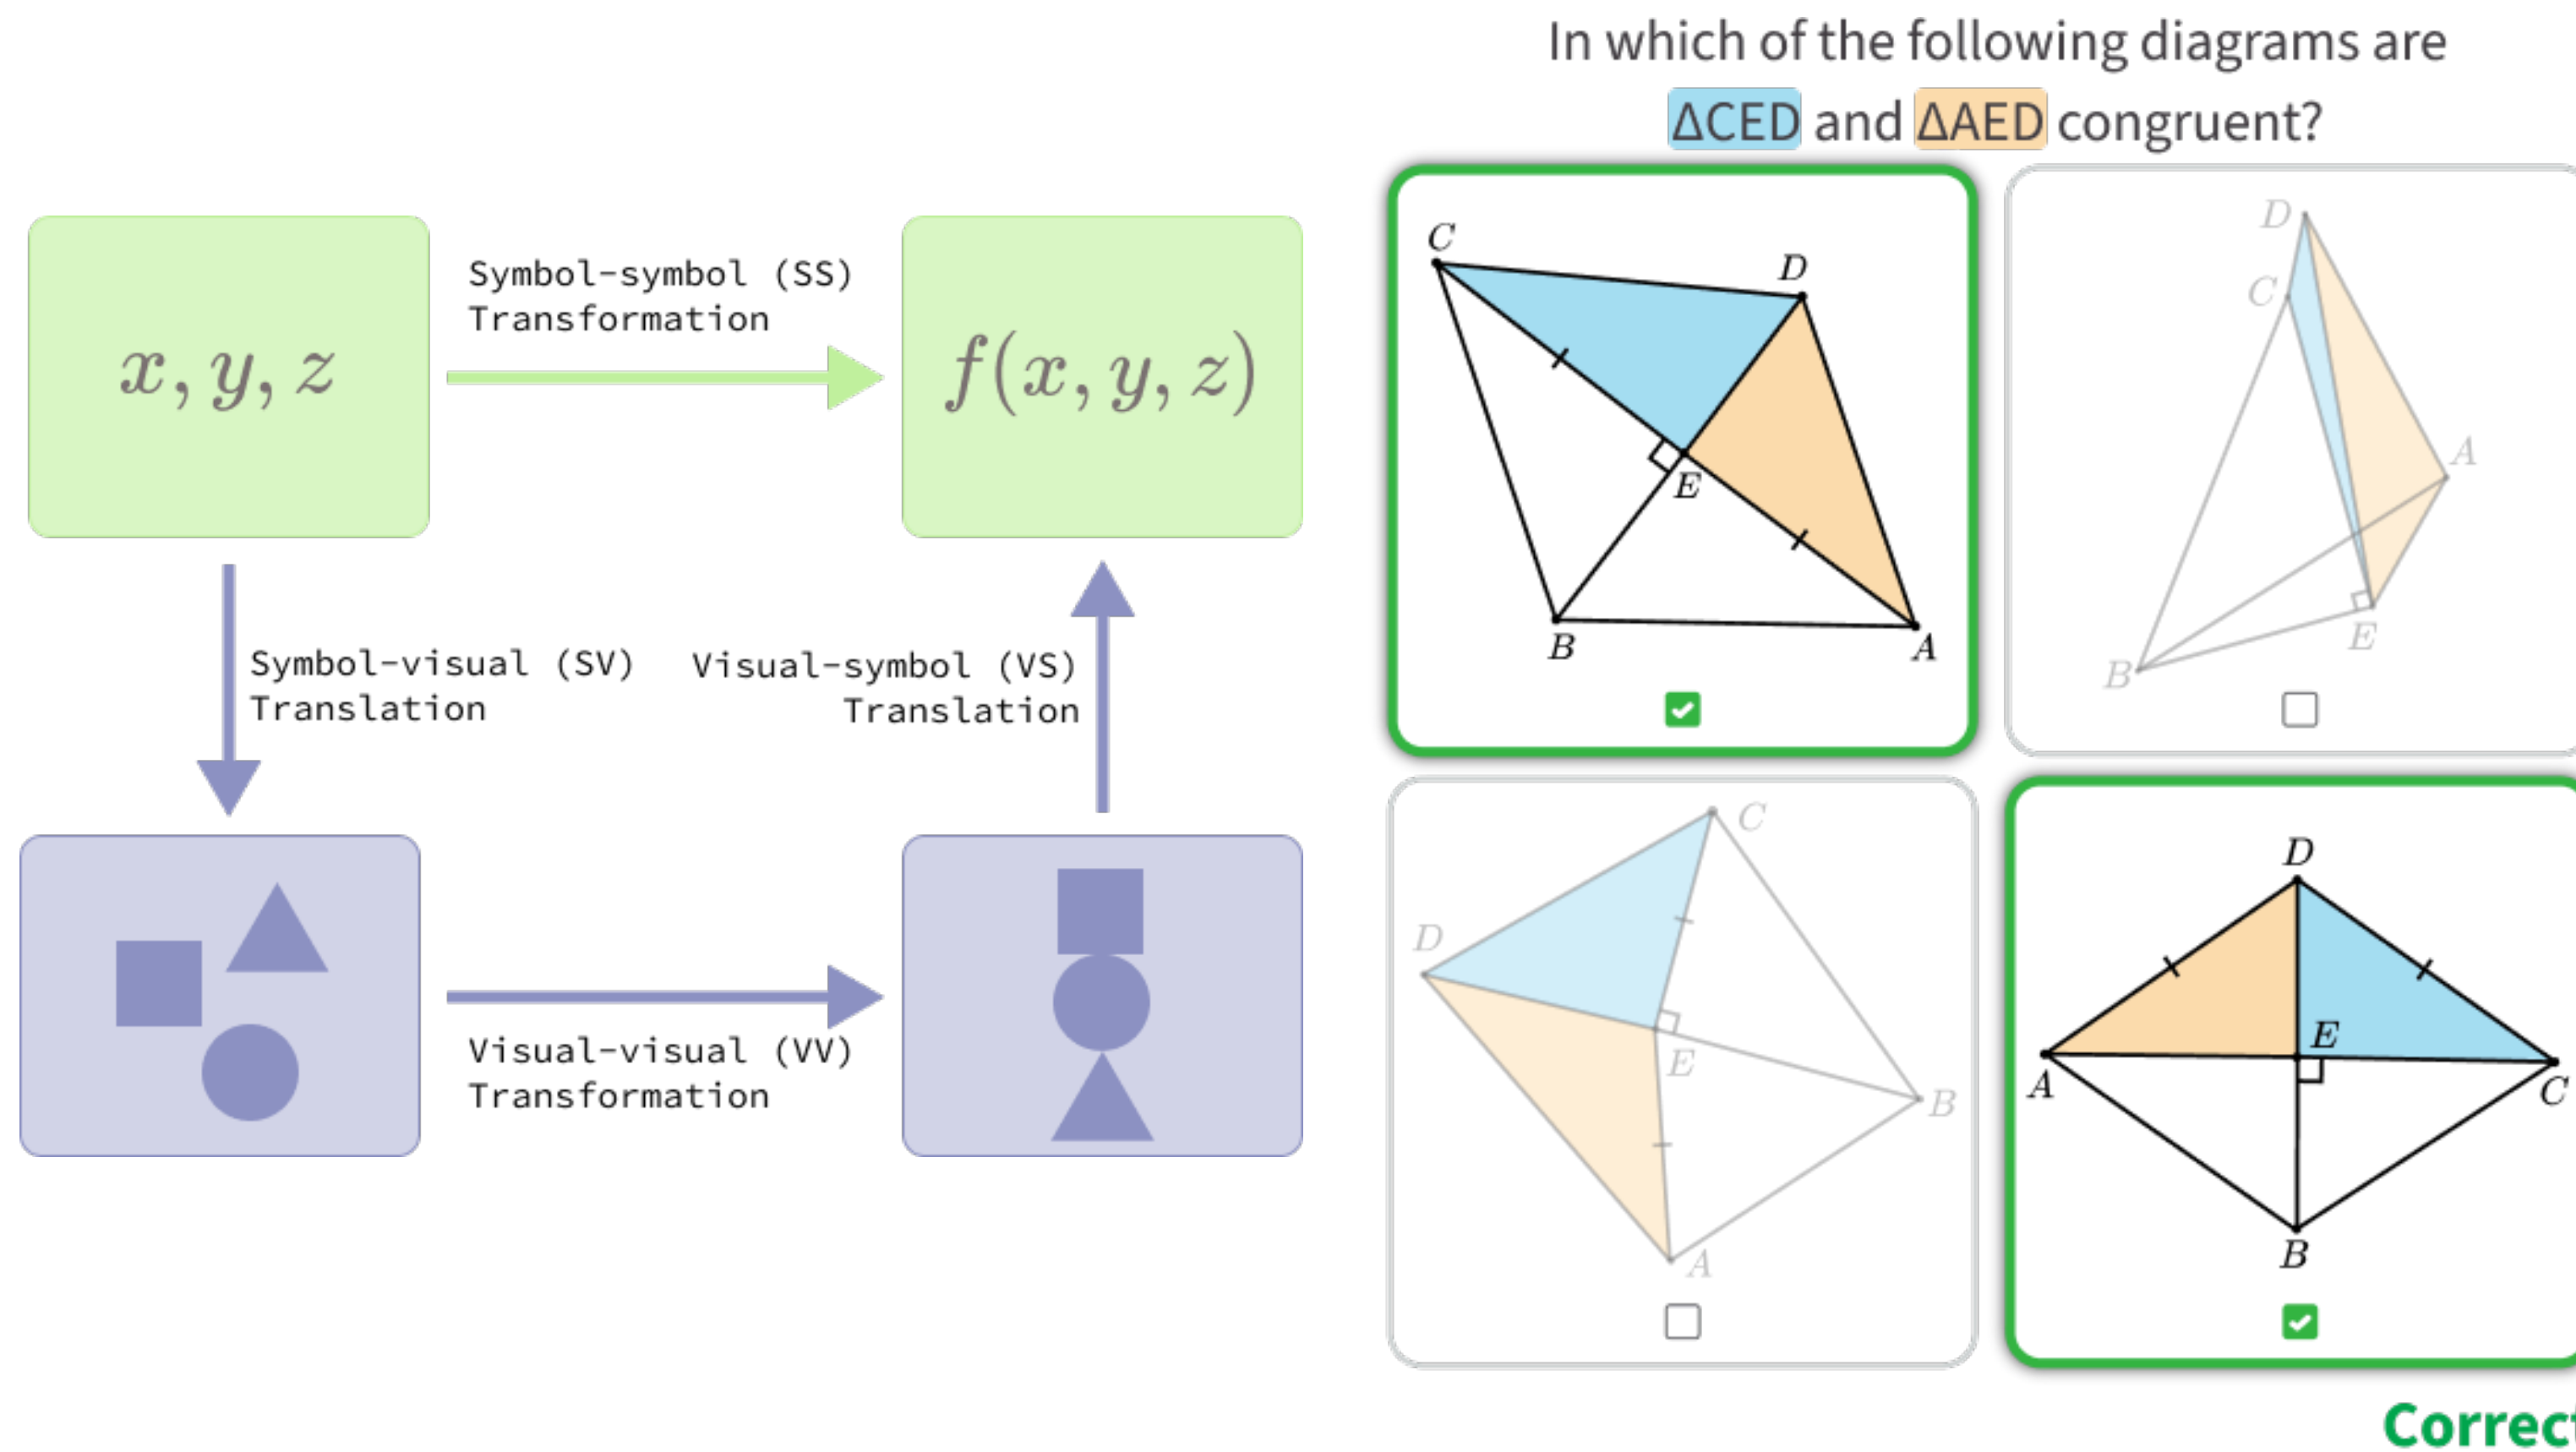 In which of the following diagrams are
ΔCED and ΔAED congruent?
Symbol-symbol (SS)
Transformation
x, y, z
f(x, y, z)
Symbol-visual (SV)
Translation
Visual-symbol (VS)
Translation
Visual-visual (VV)
Transformation
C
D
E
B
A
D
C
A
E
B
C
D
E
B
A
D
E
A
C
B
Correct